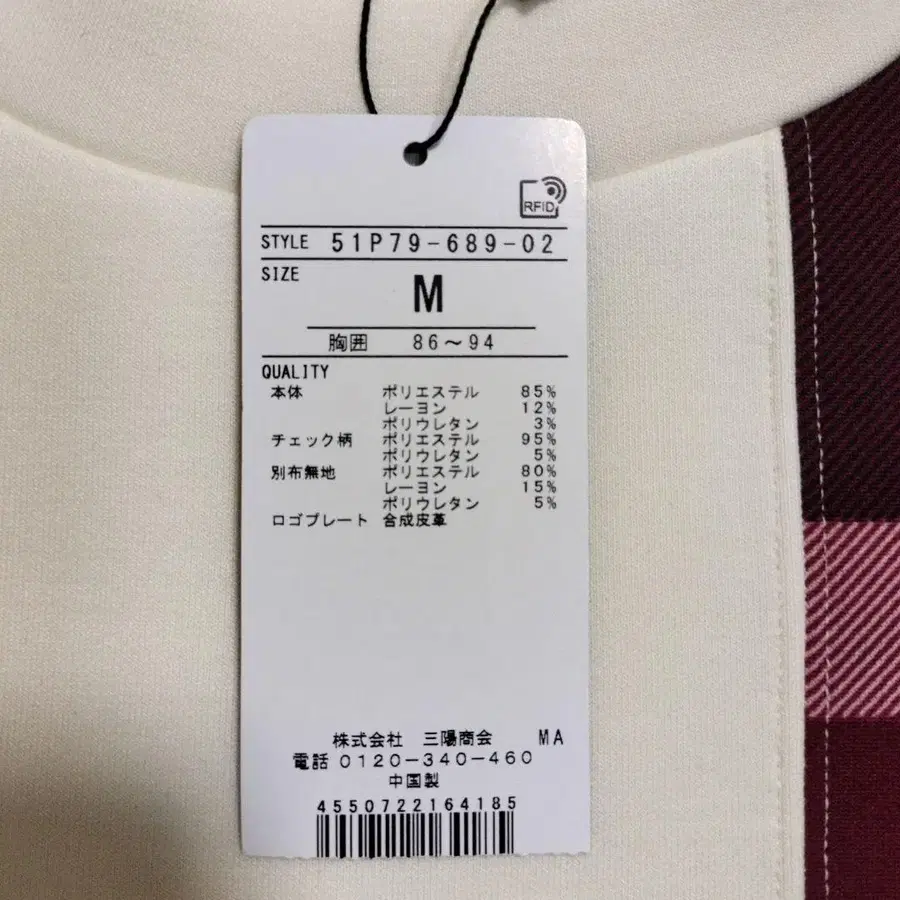 RFID
STYLE 51P79-689-02
SIZE
M
胸囲 86～94
QUALITY
本体 ポリエステル 85%
レーヨン 12%
ポリウレタン 3%
チェック柄 ポリエステル 95%
ポリウレタン 5%
別布無地 ポリエステル 80%
レーヨン 15%
ポリウレタン 5%
ロゴプレート 合成皮革
株式会社 三陽商会 MA
電話 0120-340-460
中国製
4550722164185